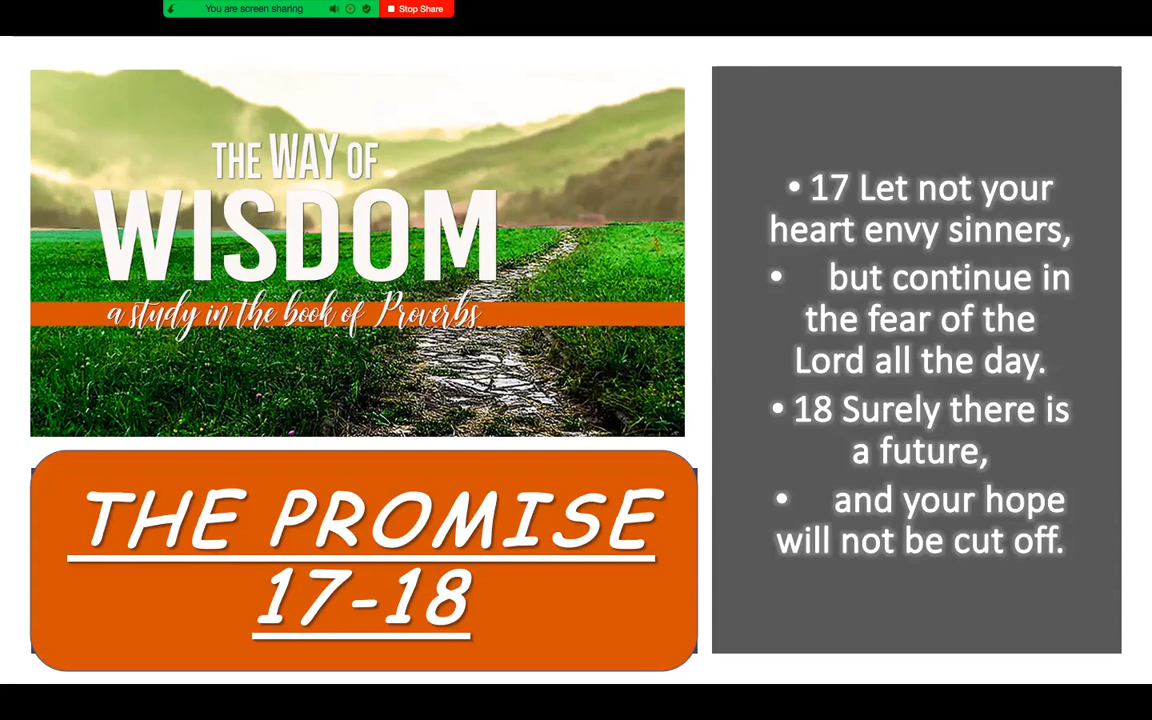 You are screen sharing
Stop Share
THE WAY OF
WISDOM
a study in the book of Proverbs
THE PROMISE
17-18
• 17 Let not your
heart envy sinners,
• but continue in
the fear of the
Lord all the day.
• 18 Surely there is
a future,
• and your hope
will not be cut off.